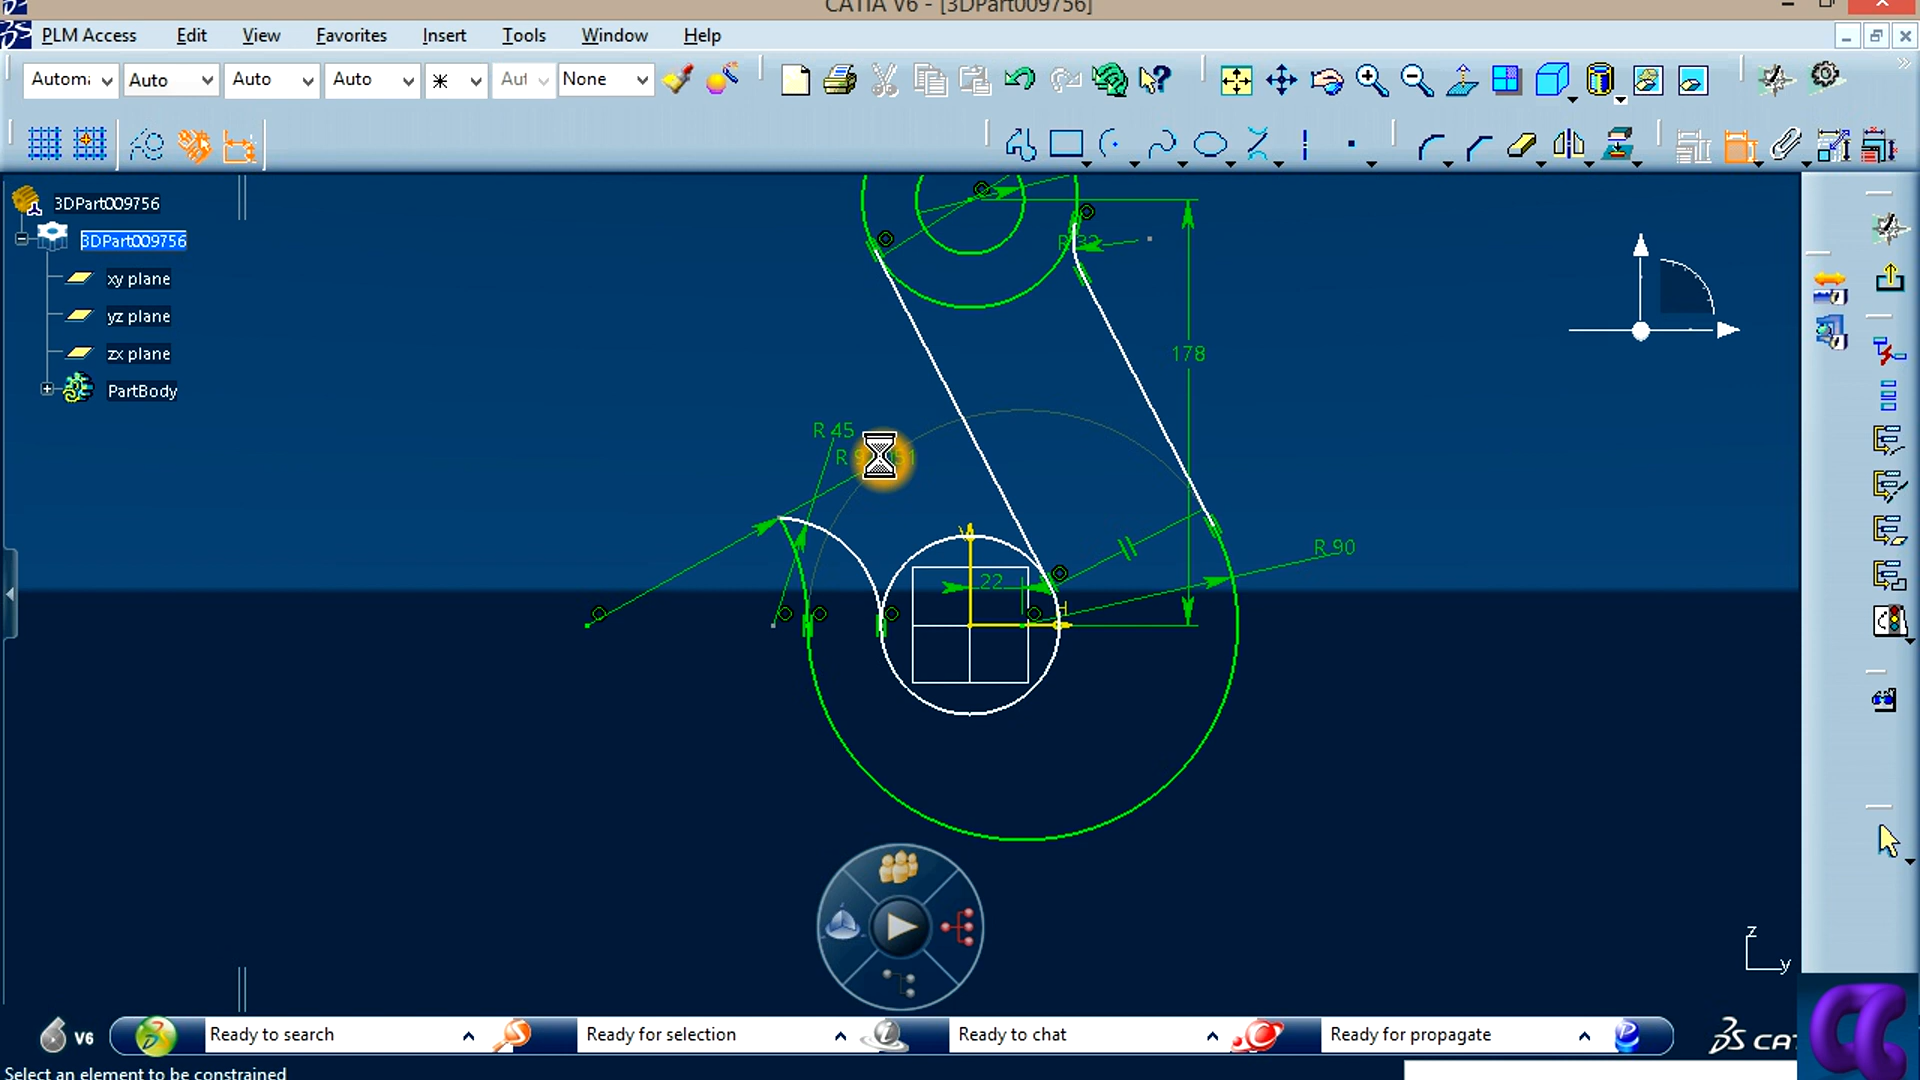 CATIA V6 - [3DPart009756]
PLM Access Edit View Favorites Insert Tools Window Help
Auto Auto Auto Aut None
3DPart009756
3DPart009756
xy plane
yz plane
zx plane
PartBody
178
R 45
R 90
22
H
z
y
V6 Ready to search Ready for selection Ready to chat Ready for propagate
Select an element to be constrained